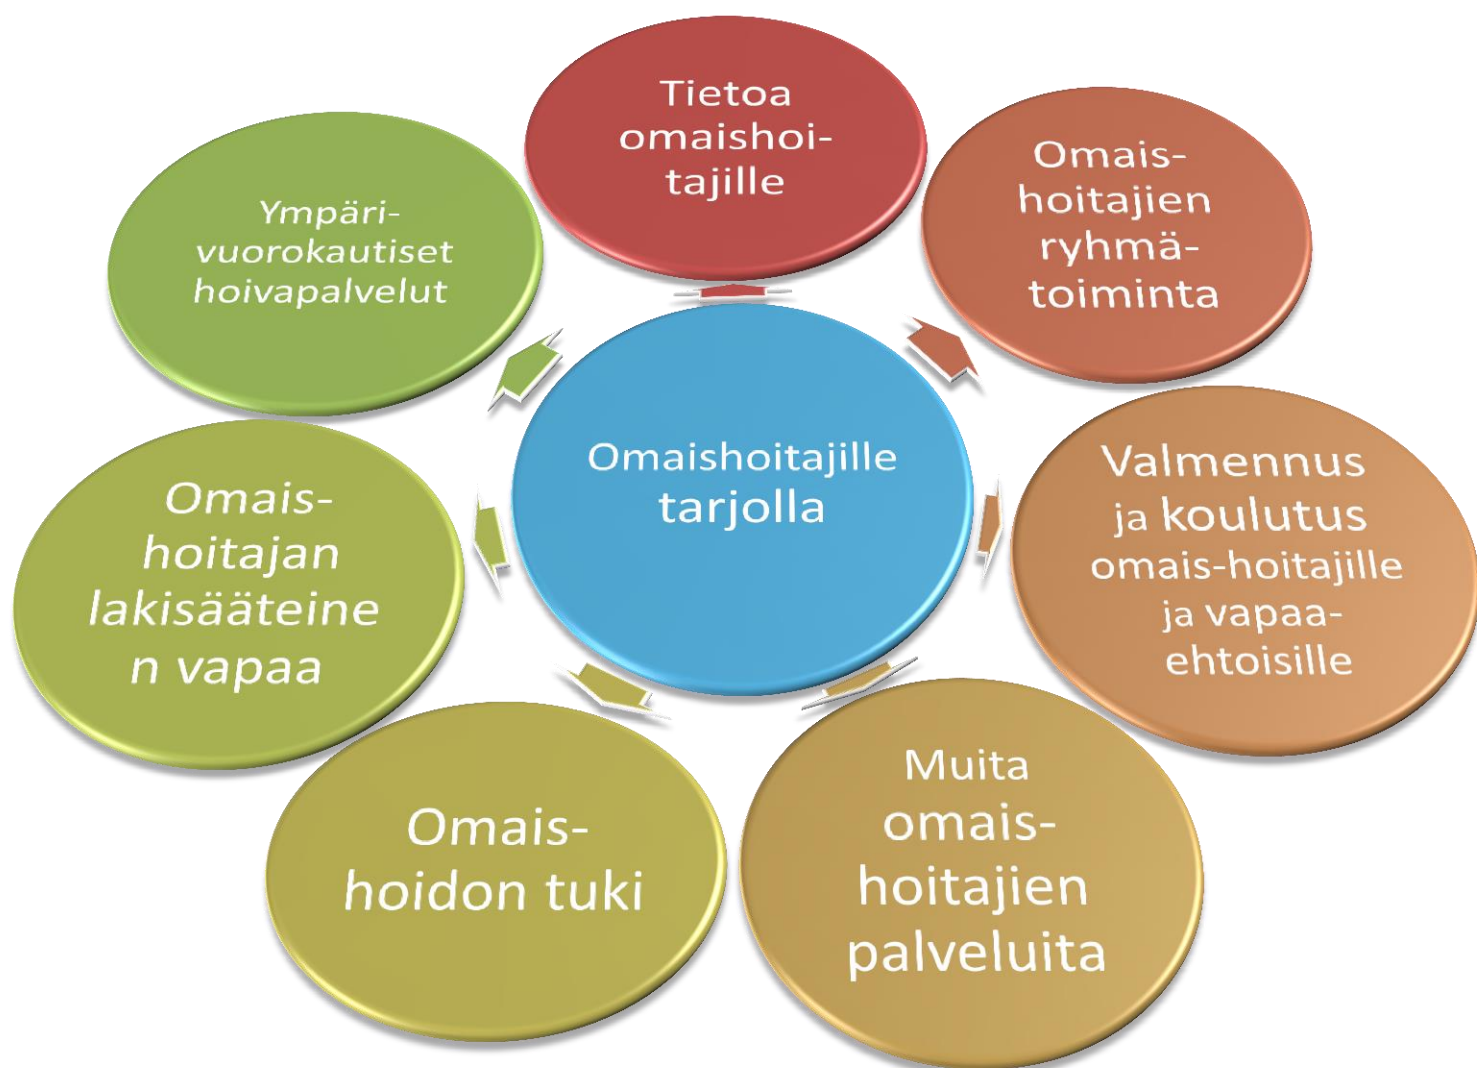 Tietoa
omaishoi-
tajille
Omais-
hoitajien
ryhmä-
toiminta
Valmennus
ja koulutus
omais-hoitajille
ja vapaa-
ehtoisille
Muita
omais-
hoitajien
palveluita
Omais-
hoidon tuki
Omais-
hoitajan
lakisääteine
n vapaa
Ympäri-
vuorokautiset
hoivapalvelut
Omaishoitajille
tarjolla